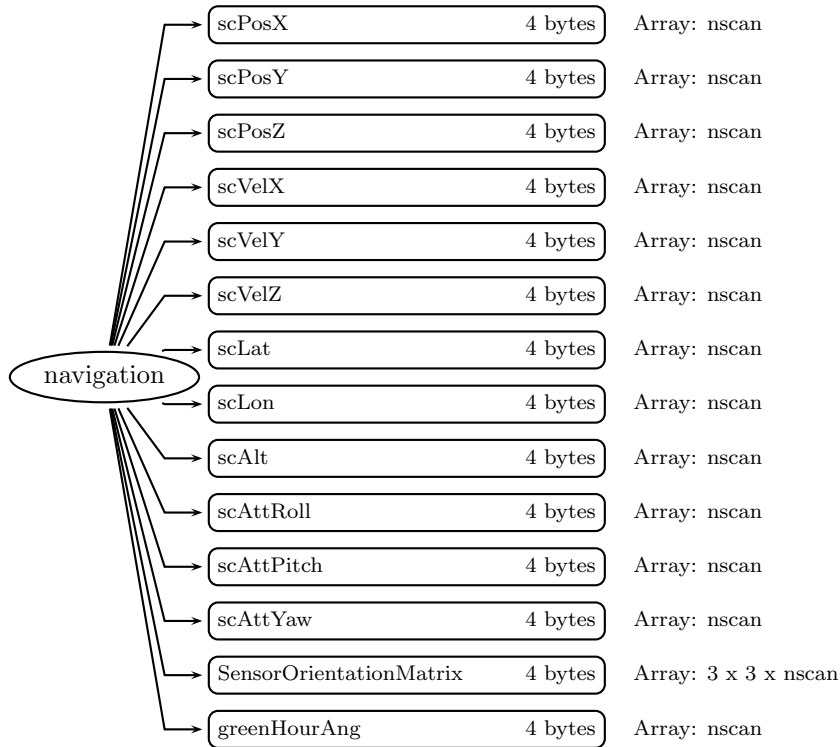 scPosX 4 bytes Array: nscan
scPosY 4 bytes Array: nscan
scPosZ 4 bytes Array: nscan
scVelX 4 bytes Array: nscan
scVelY 4 bytes Array: nscan
scVelZ 4 bytes Array: nscan
scLat 4 bytes Array: nscan
navigation
scLon 4 bytes Array: nscan
scAlt 4 bytes Array: nscan
scAttRoll 4 bytes Array: nscan
scAttPitch 4 bytes Array: nscan
scAttYaw 4 bytes Array: nscan
SensorOrientationMatrix 4 bytes Array: 3 x 3 x nscan
greenHourAng 4 bytes Array: nscan